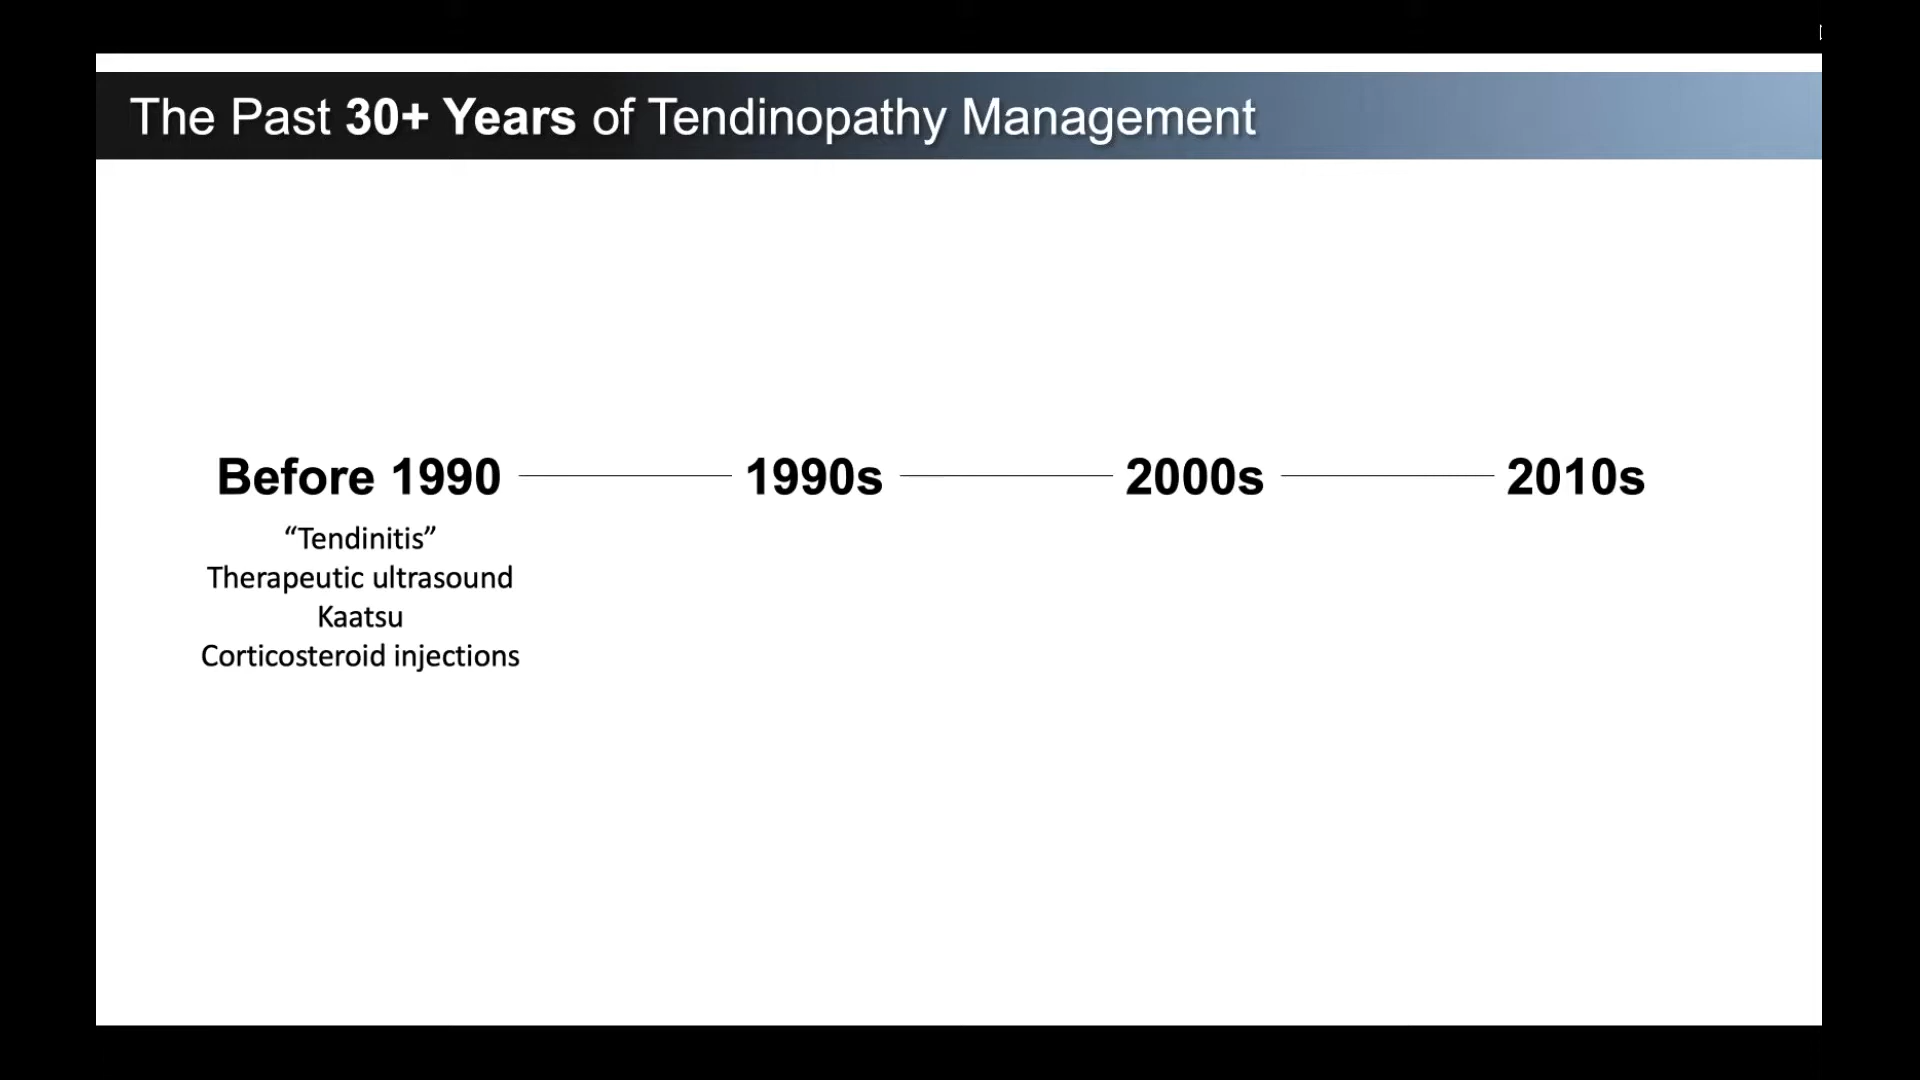 The Past 30+ Years of Tendinopathy Management
Before 1990 1990s 2000s 2010s
“Tendinitis”
Therapeutic ultrasound
Kaatsu
Corticosteroid injections